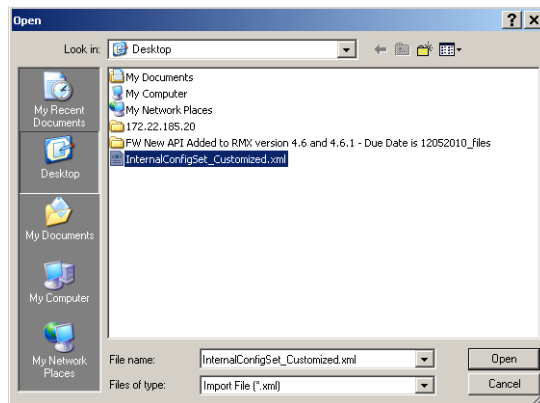 Open
Look in: Desktop
My Documents
My Computer
My Network Places
172.22.185.20
FW New API Added to RMX version 4.6 and 4.6.1 - Due Date is 12052010_files
InternalConfigSet_Customized.xml
My Recent
Documents
Desktop
My Documents
My Computer
My Network
Places
File name: InternalConfigSet_Customized.xml Open
Files of type: Import File (*.xml) Cancel